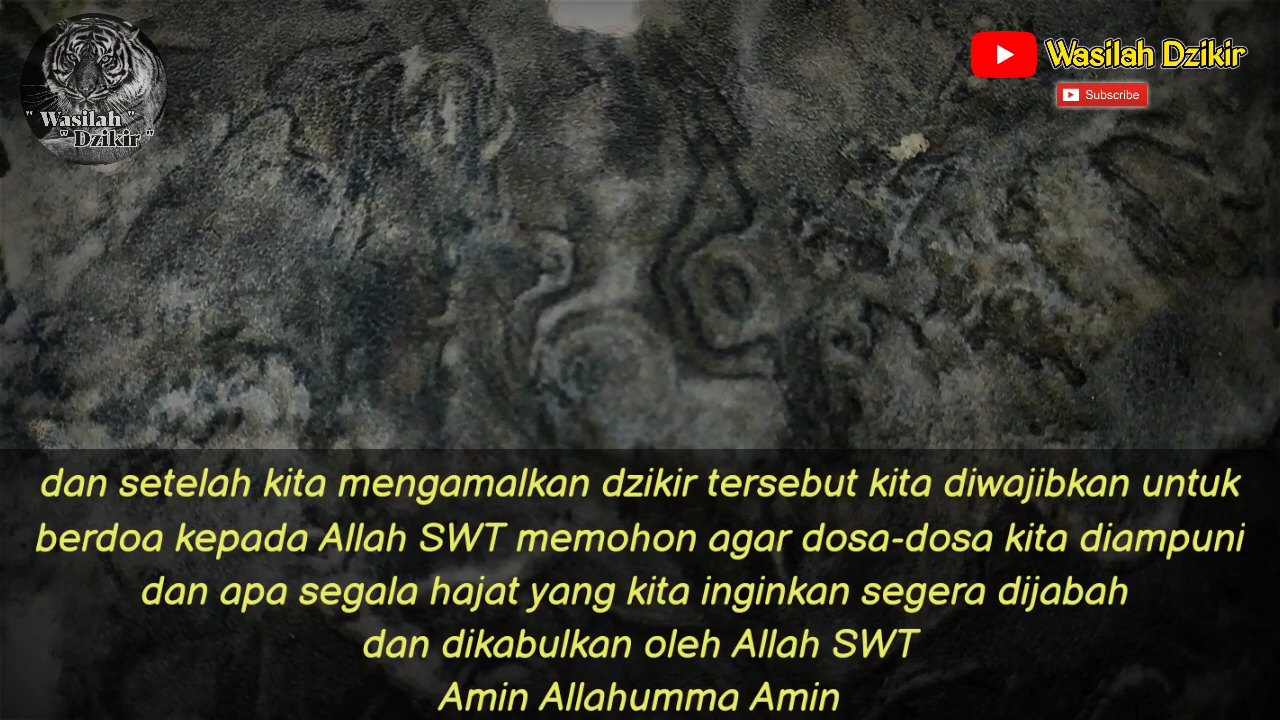 " Wasilah "
" Dzikir "
Wasilah Dzikir
Subscribe
dan setelah kita mengamalkan dzikir tersebut kita diwajibkan untuk
berdoa kepada Allah SWT memohon agar dosa-dosa kita diampuni
dan apa segala hajat yang kita inginkan segera dijabah
dan dikabulkan oleh Allah SWT
Amin Allahumma Amin